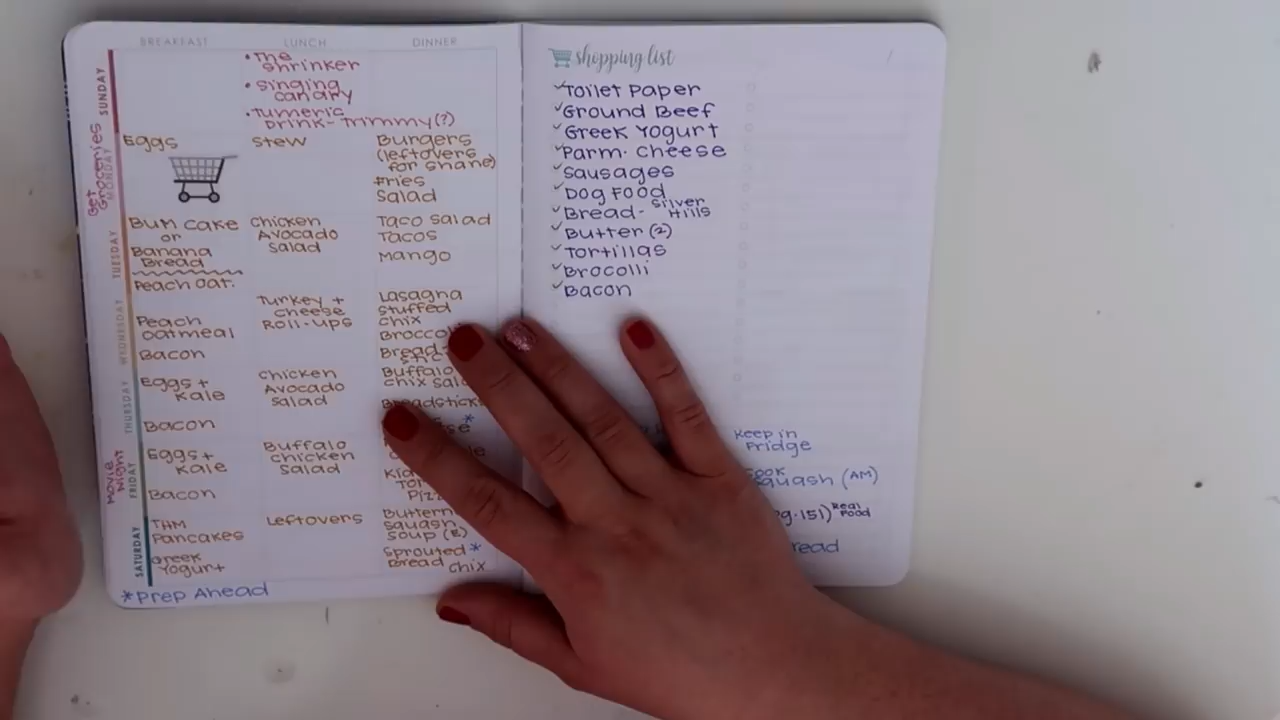 BREAKFAST LUNCH DINNER
SUNDAY
• The
shrinker
• singing
canary
• Tumeric
Drink- Trimmy(?)
Get
Groceries
MONDAY
Eggs
Stew
Burgers
(leftovers
for Shane)
Fries
Salad
TUESDAY
Bum Cake
or
Banana
Bread
Peach Oat.
Chicken
Avocado
Salad
Taco Salad
Tacos
Mango
WEDNESDAY
Peach
Oatmeal
Bacon
Turkey +
Cheese
Roll-Ups
Lasagna
Stuffed
Chix
Bread
THURSDAY
Eggs +
Kale
Bacon
Chicken
Avocado
Salad
Buffalo
Chix
Movie
Night
FRIDAY
Eggs +
Kale
Bacon
Buffalo
Chicken
Salad
SATURDAY
THM
Pancakes
Greek
Yogurt
Leftovers
Squash
Soup (E)
Sprouted *
Bread Chix
*Prep Ahead
shopping list
Toilet Paper
Ground Beef
Greek Yogurt
Parm. Cheese
Sausages
Dog Food
Bread- Silver
Hills
Butter (2)
Tortillas
Brocolli
Bacon
Keep in
Fridge
Squash (AM)
151) Real
Food